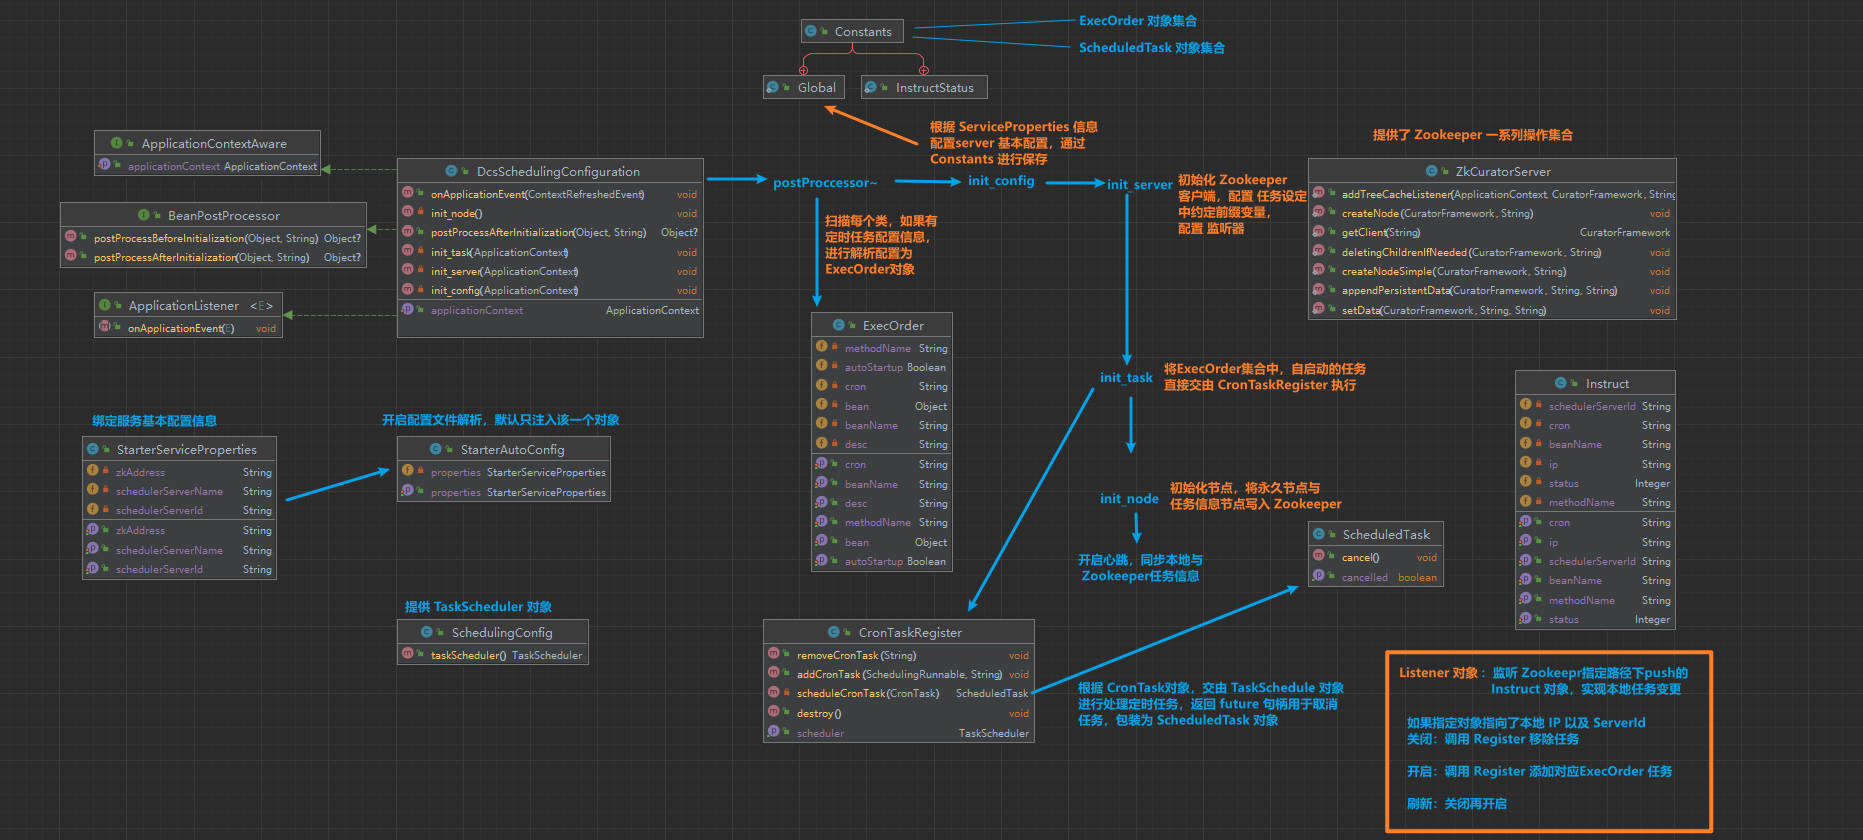 Constants
ExecOrder 对象集合
ScheduledTask 对象集合
Global
InstructStatus
根据 ServiceProperties 信息
配置server 基本配置，通过
Constants 进行保存
提供了 Zookeeper 一系列操作集合
ApplicationContextAware
applicationContext ApplicationContext
BeanPostProcessor
postProcessBeforeInitialization(Object, String) Object?
postProcessAfterInitialization(Object, String) Object?
ApplicationListener <E>
onApplicationEvent(E) void
DcsSchedulingConfiguration
onApplicationEvent(ContextRefreshedEvent) void
init_node() void
postProcessAfterInitialization(Object, String) Object?
init_task(ApplicationContext) void
init_server(ApplicationContext) void
init_config(ApplicationContext) void
applicationContext ApplicationContext
postProccessor~
init_config
init_server
初始化 Zookeeper
客户端，配置 任务设定
中约定前缀变量，
配置 监听器
扫描每个类，如果有
定时任务配置信息，
进行解析配置为
ExecOrder对象
ZkCuratorServer
addTreeCacheListener(ApplicationContext, CuratorFramework, String
createNode(CuratorFramework, String) void
getClient(String) CuratorFramework
deletingChildrenIfNeeded(CuratorFramework, String) void
createNodeSimple(CuratorFramework, String) void
appendPersistentData(CuratorFramework, String, String) void
setData(CuratorFramework, String, String) void
ExecOrder
methodName String
autoStartup Boolean
cron String
bean Object
beanName String
desc String
cron String
beanName String
desc String
methodName String
bean Object
autoStartup Boolean
init_task
将ExecOrder集合中，自启动的任务
直接交由 CronTaskRegister 执行
init_node
初始化节点，将永久节点与
任务信息节点写入 Zookeeper
开启心跳，同步本地与
Zookeeper任务信息
Instruct
schedulerServerId String
cron String
beanName String
ip String
status Integer
methodName String
cron String
ip String
schedulerServerId String
beanName String
methodName String
status Integer
绑定服务基本配置信息
StarterServiceProperties
zkAddress String
schedulerServerName String
schedulerServerId String
zkAddress String
schedulerServerName String
schedulerServerId String
开启配置文件解析，默认只注入该一个对象
StarterAutoConfig
properties StarterServiceProperties
properties StarterServiceProperties
ScheduledTask
cancel() void
cancelled boolean
提供 TaskScheduler 对象
SchedulingConfig
taskScheduler() TaskScheduler
CronTaskRegister
removeCronTask(String) void
addCronTask(SchedulingRunnable, String) void
scheduleCronTask(CronTask) ScheduledTask
destroy() void
scheduler TaskScheduler
根据 CronTask对象，交由 TaskSchedule 对象
进行处理定时任务，返回 future 句柄用于取消
任务，包装为 ScheduledTask 对象
Listener 对象：监听 Zookeepr指定路径下push的
Instruct 对象，实现本地任务变更
如果指定对象指向了本地 IP 以及 ServerId
关闭：调用 Register 移除任务
开启：调用 Register 添加对应ExecOrder 任务
刷新：关闭再开启